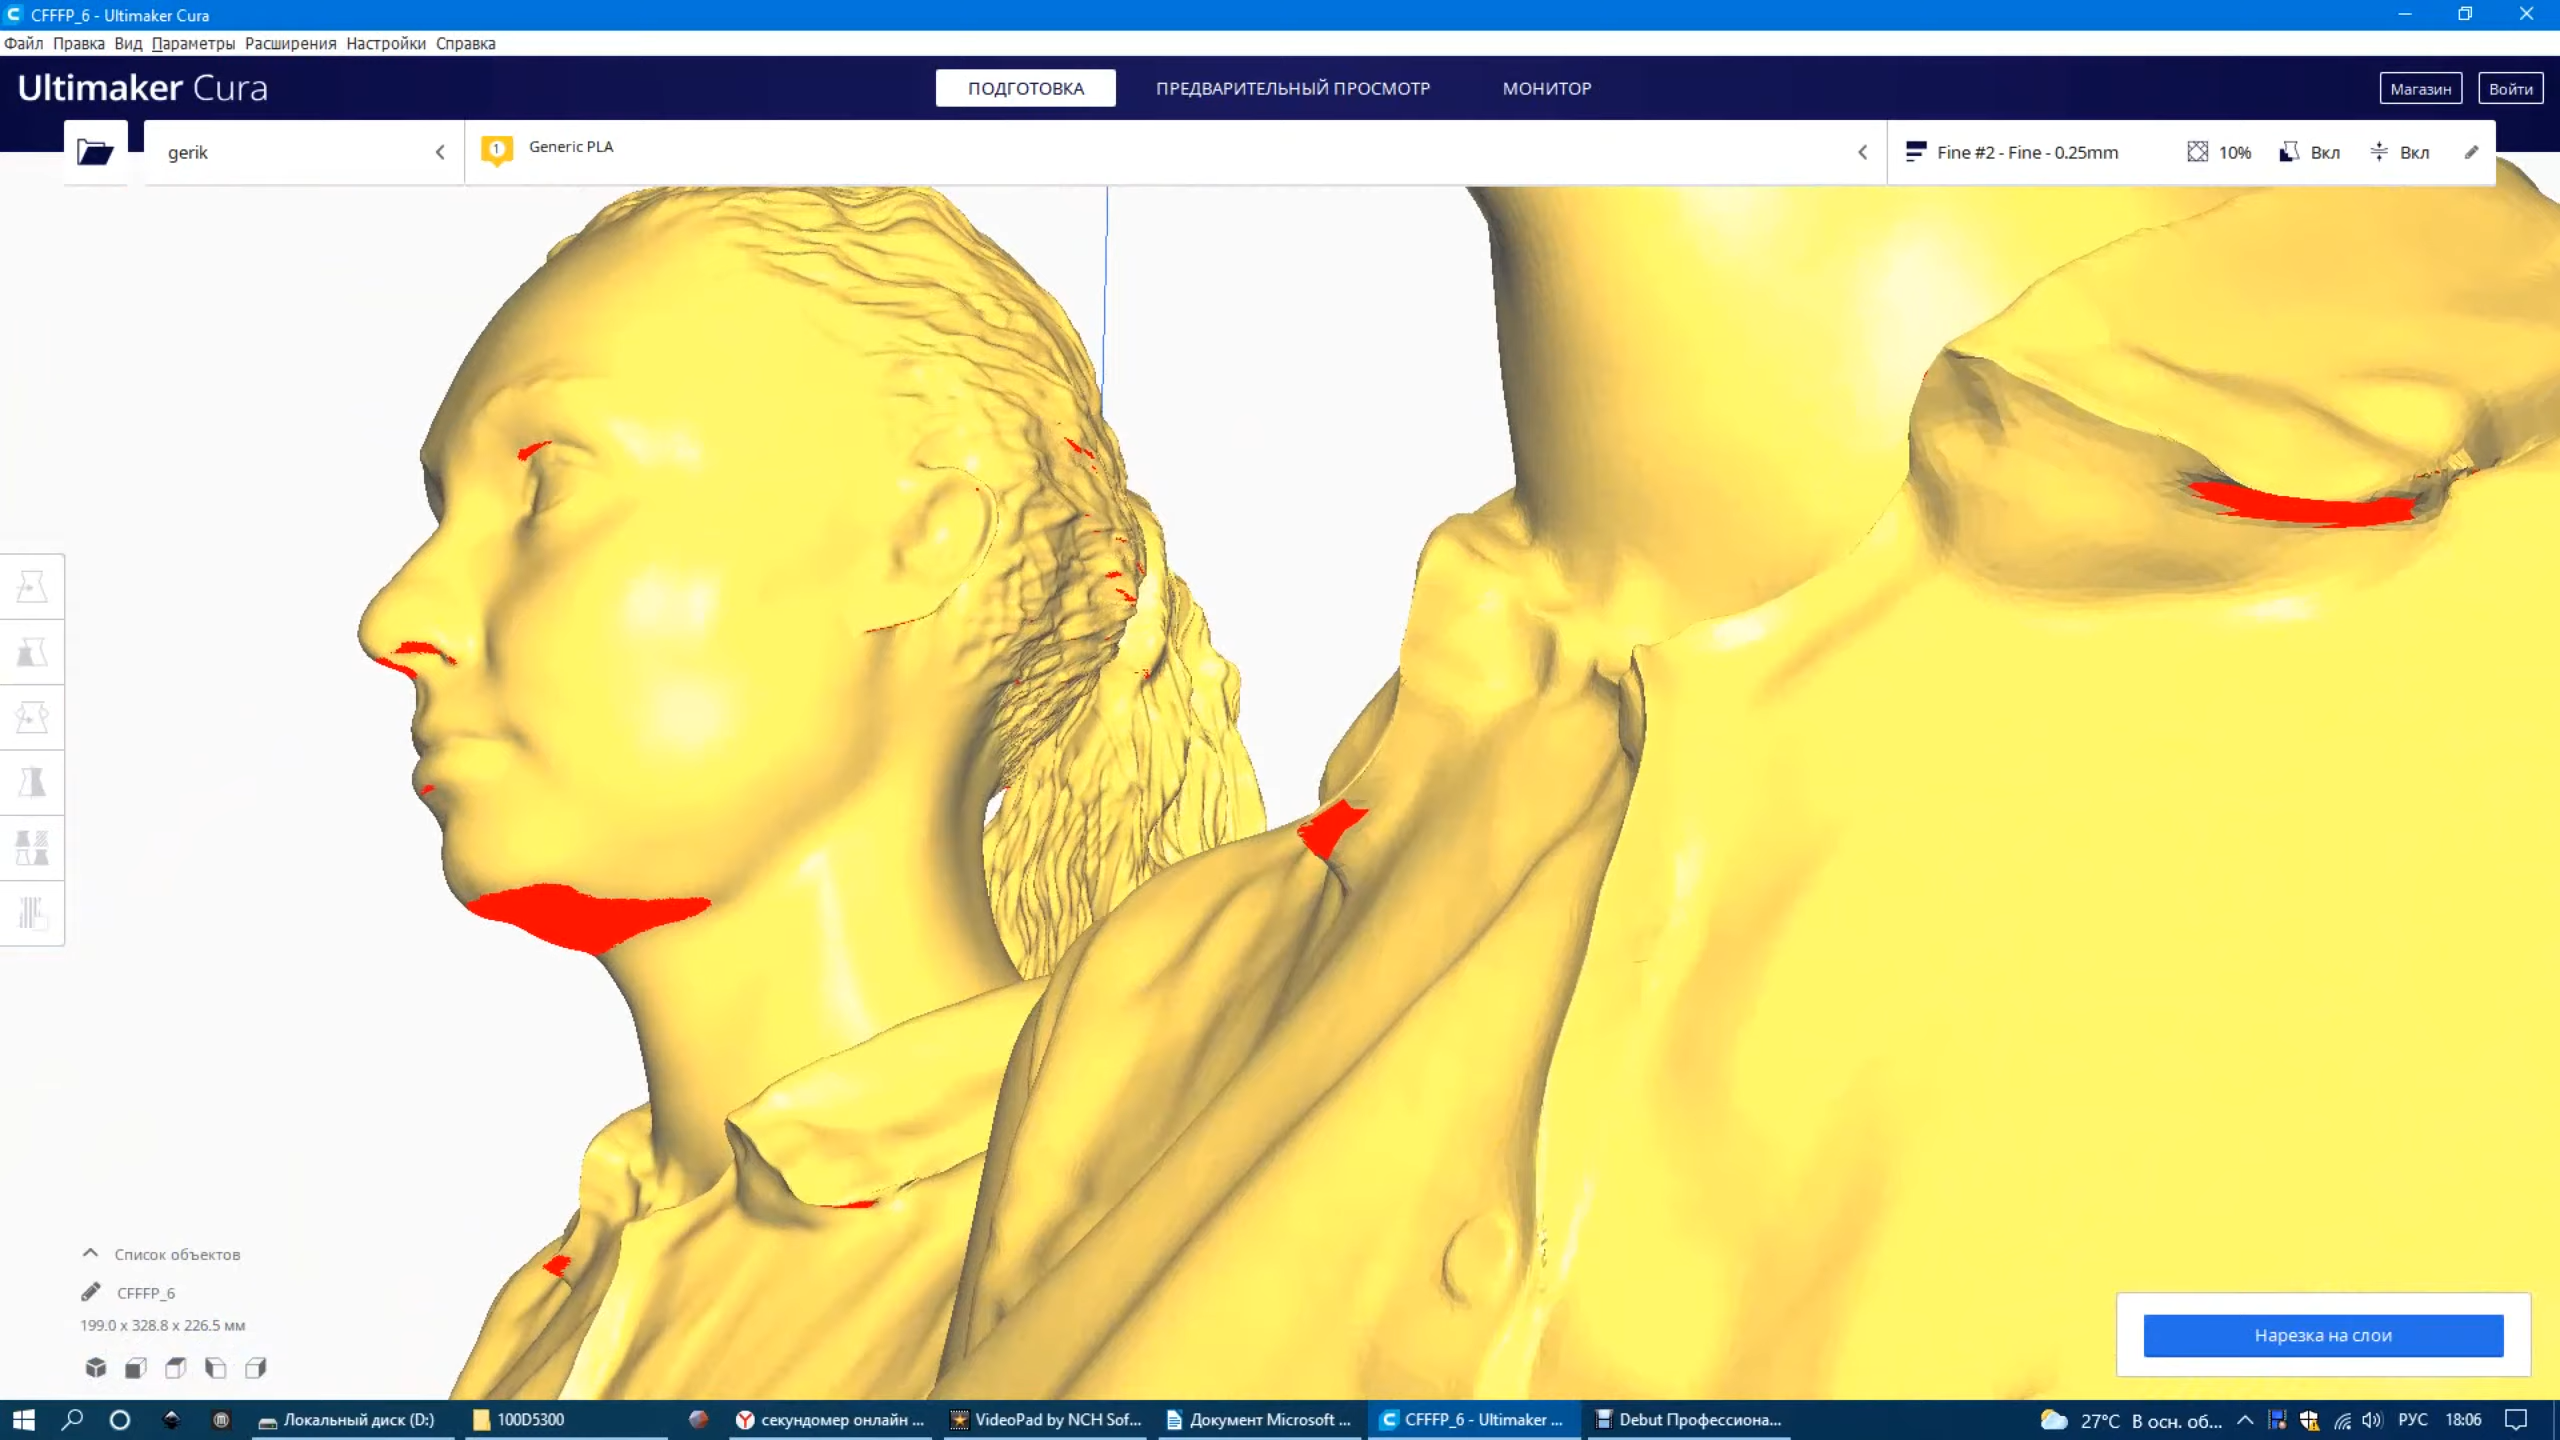 CFFFP_6 - Ultimaker Cura
Файл Правка Вид Параметры Расширения Настройки Справка
Ultimaker Cura
ПОДГОТОВКА
ПРЕДВАРИТЕЛЬНЫЙ ПРОСМОТР
МОНИТОР
Магазин
Войти
gerik
1
Generic PLA
Fine #2 - Fine - 0.25mm
10%
Вкл
Вкл
Список объектов
CFFFP_6
199.0 x 328.8 x 226.5 мм
Нарезка на слои
Локальный диск (D:)
100D5300
секундомер онлайн ...
VideoPad by NCH Sof...
Документ Microsoft ...
CFFFP_6 - Ultimaker ...
Debut Профессиона...
27°C В осн. об...
РУС
18:06